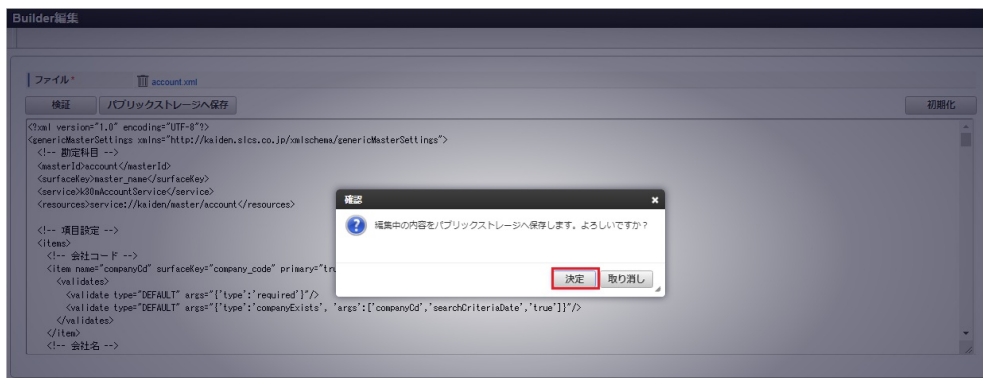 Builder編集
ファイル* account.xml
検証 パブリックストレージへ保存 初期化
<?xml version="1.0" encoding="UTF-8"?>
<genericMasterSettings xmlns="http://kaiden.slcs.co.jp/xmlschema/genericMasterSettings">
<!-- 勘定科目 -->
<masterId>account</masterId>
<surfaceKey>master_name</surfaceKey>
<service>k30mAccountService</service>
<resources>service://kaiden/master/account</resources>
<!-- 項目設定 -->
<items>
<!-- 会社コード -->
<item name="companyCd" surfaceKey="company_code" primary="tru
<validates>
<validate type="DEFAULT" args="{'type':'required'}"/>
<validate type="DEFAULT" args="{'type':'companyExists', 'args':['companyCd','searchCriteriaDate','true']}"/>
</validates>
</item>
<!-- 会社名 -->
確認
編集中の内容をパブリックストレージへ保存します。よろしいですか?
決定 取り消し